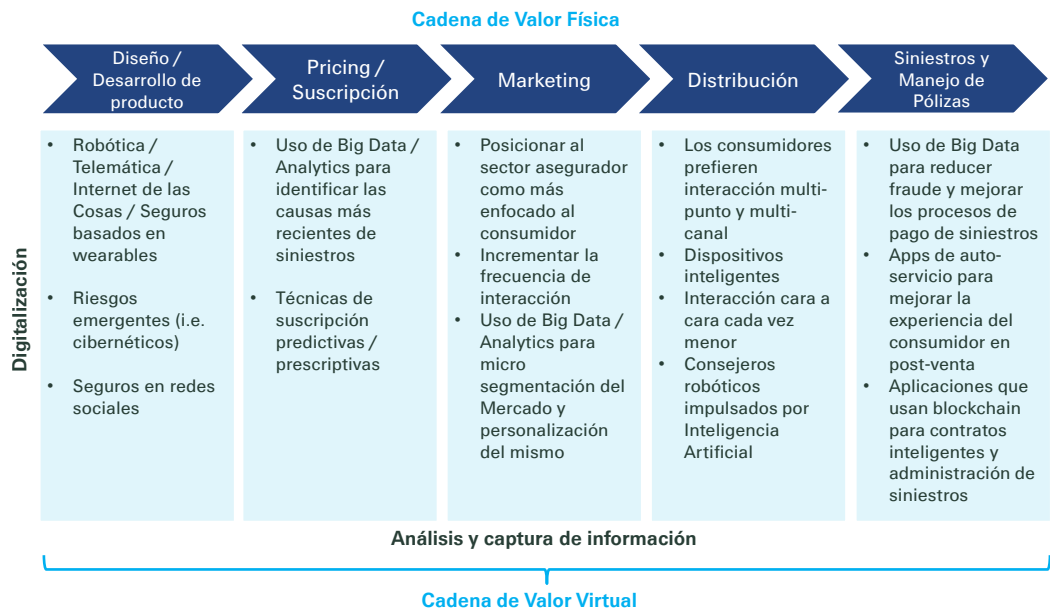 Cadena de Valor Física
Diseño /
Desarrollo de
producto
Pricing /
Suscripción
Marketing
Distribución
Siniestros y
Manejo de
Pólizas
Digitalización
• Robótica /
Telemática /
Internet de las
Cosas / Seguros
basados en
wearables
• Riesgos
emergentes (i.e.
cibernéticos)
• Seguros en redes
sociales
• Uso de Big Data /
Analytics para
identificar las
causas más
recientes de
siniestros
• Técnicas de
suscripción
predictivas /
prescriptivas
• Posicionar al
sector asegurador
como más
enfocado al
consumidor
• Incrementar la
frecuencia de
interacción
• Uso de Big Data /
Analytics para
micro
segmentación del
Mercado y
personalización
del mismo
• Los consumidores
prefieren
interacción multi-
punto y multi-
canal
• Dispositivos
inteligentes
• Interacción cara a
cara cada vez
menor
• Consejeros
robóticos
impulsados por
Inteligencia
Artificial
• Uso de Big Data
para reducer
fraude y mejorar
los procesos de
pago de siniestros
• Apps de auto-
servicio para
mejorar la
experiencia del
consumidor en
post-venta
• Aplicaciones que
usan blockchain
para contratos
inteligentes y
administración de
siniestros
Análisis y captura de información
Cadena de Valor Virtual